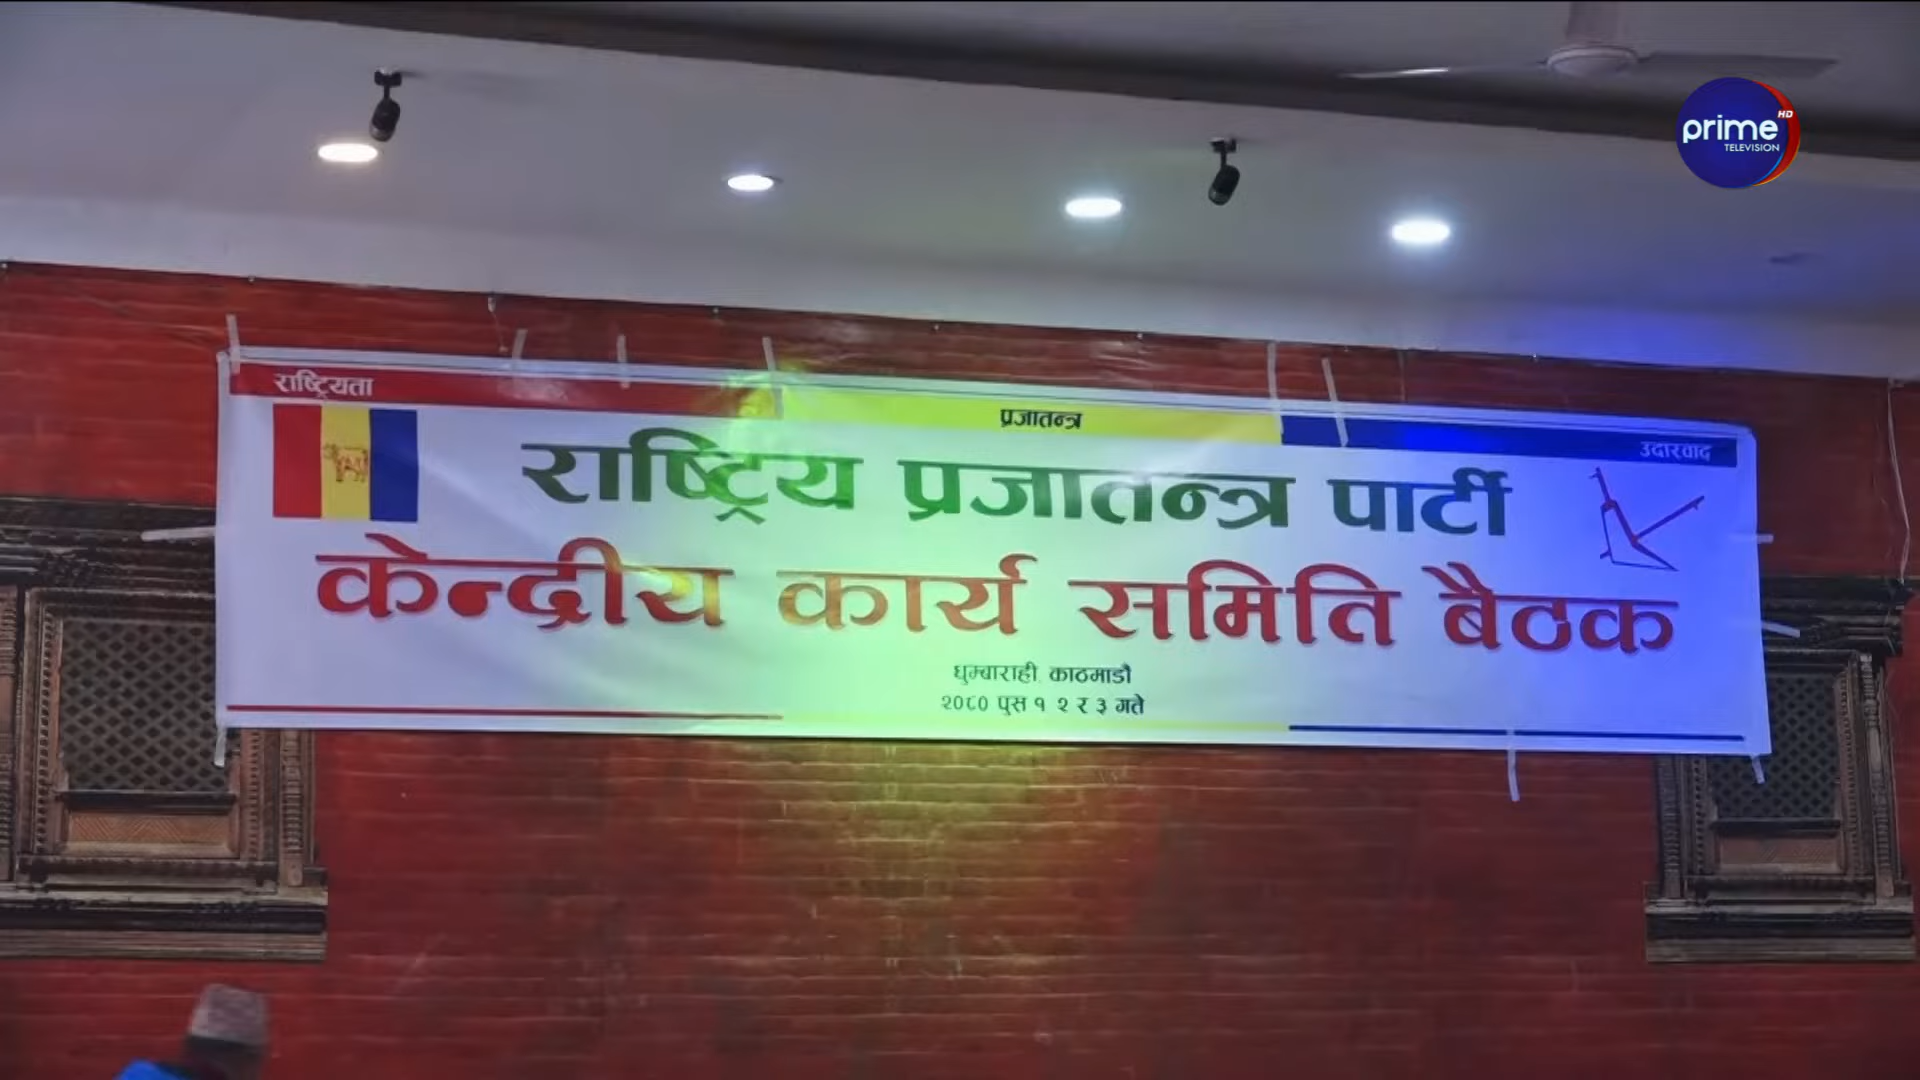 prime HD
TELEVISION
राष्ट्रियता
प्रजातन्त्र
उदारवाद
राष्ट्रिय प्रजातन्त्र पार्टी
केन्द्रीय कार्य समिति बैठक
धुम्बाराही, काठमाडौं
२०८० पुस १ २ र ३ गते